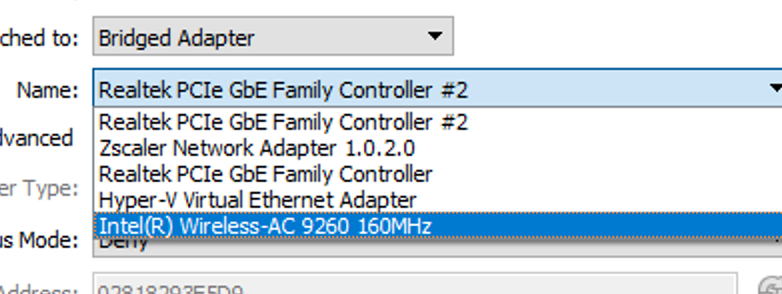 ched to: Bridged Adapter
Name: Realtek PCIe GbE Family Controller #2
Realtek PCIe GbE Family Controller #2
dvanced
Zscaler Network Adapter 1.0.2.0
Realtek PCIe GbE Family Controller
er Type:
Hyper-V Virtual Ethernet Adapter
Intel(R) Wireless-AC 9260 160MHz
us Mode: Deny
Address: